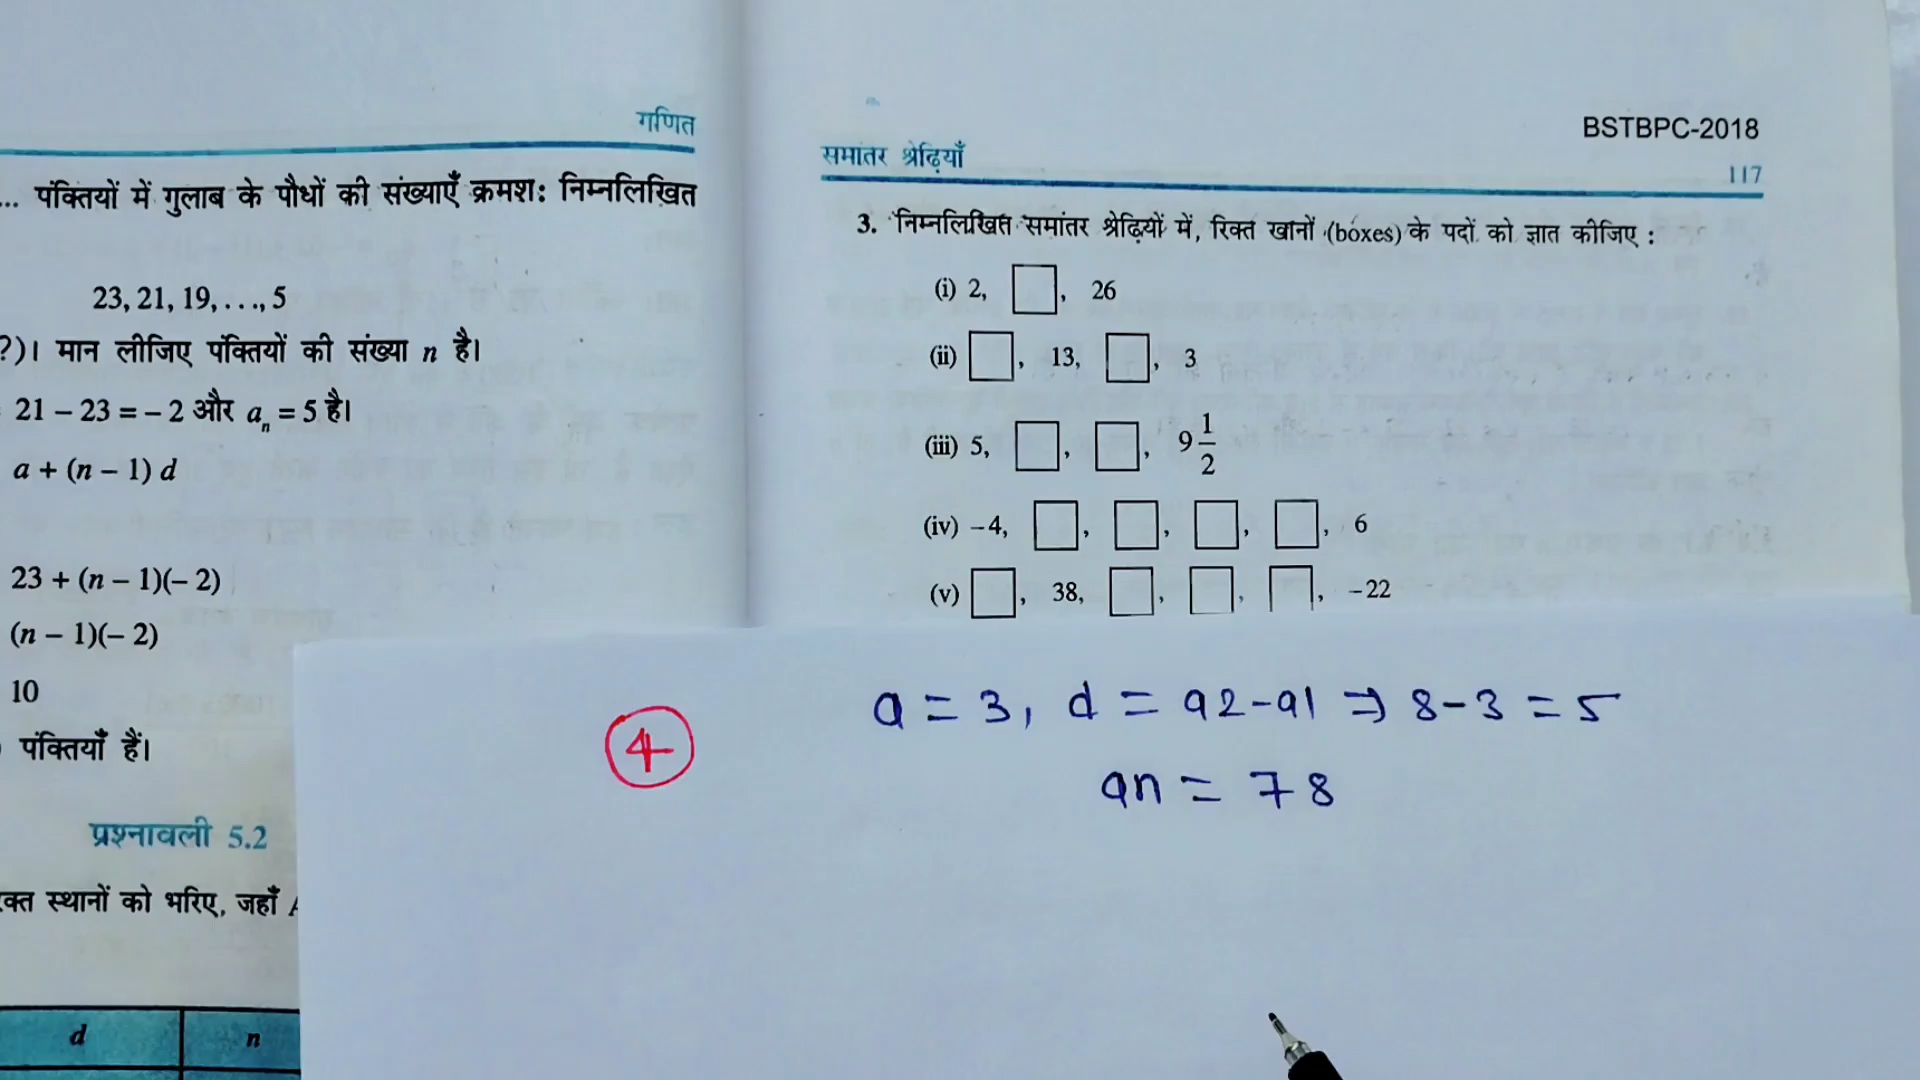 गणित
... पंक्तियों में गुलाब के पौधों की संख्याएँ क्रमश: निम्नलिखित
23, 21, 19, . . ., 5
?)। मान लीजिए पंक्तियों की संख्या n है।
21 – 23 = – 2 और aₙ = 5 है।
a + (n – 1) d
23 + (n – 1)(– 2)
(n – 1)(– 2)
10
पंक्तियाँ हैं।
प्रश्नावली 5.2
स्थानों को भरिए, जहाँ
d n
BSTBPC-2018
समांतर श्रेढ़ियाँ 117
3. निम्नलिखित समांतर श्रेढ़ियों में, रिक्त खानों (boxes) के पदों को ज्ञात कीजिए :
(i) 2, □, 26
(ii) □, 13, □, 3
(iii) 5, □, □, 9 1/2
(iv) – 4, □, □, □, □, 6
(v) □, 38, □, □, □, – 22
4 a = 3, d = a2 - a1 ⇒ 8 - 3 = 5
an = 78